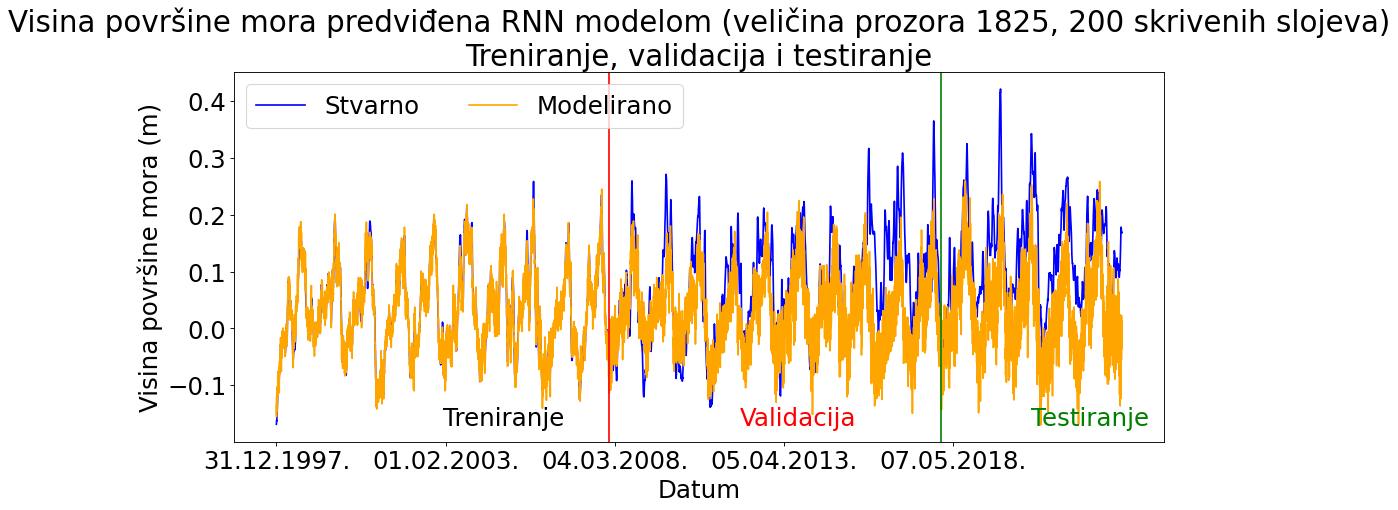 Visina površine mora predviđena RNN modelom (veličina prozora 1825, 200 skrivenih slojeva)
Treniranje, validacija i testiranje
Stvarno
Modelirano
Visina površine mora (m)
0.4
0.3
0.2
0.1
0.0
−0.1
Treniranje
Validacija
Testiranje
31.12.1997.
01.02.2003.
04.03.2008.
05.04.2013.
07.05.2018.
Datum